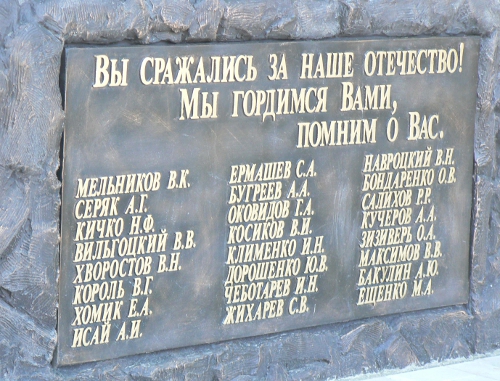 Вы сражались за наше отечество!
Мы гордимся Вами,
помним о Вас.
МЕЛЬНИКОВ В.К.
СЕРЯК А.Г.
КИЧКО Н.Ф.
ВИЛЬГОЦКИЙ В.В.
ХВОРОСТОВ В.Н.
КОРОЛЬ В.Г.
ХОМИК Е.А.
ИСАЙ А.И.
ЕРМАШЕВ С.А.
БУГРЕЕВ А.А.
ОКОВИДОВ Г.А.
КОСИКОВ В.И.
КЛИМЕНКО И.Н.
ДОРОШЕНКО Ю.В.
ЧЕБОТАРЕВ И.Н.
ЖИХАРЕВ С.В.
НАВРОЦКИЙ В.Н.
БОНДАРЕНКО О.В.
САЛИХОВ Р.Р.
КУЧЕРОВ А.А.
ЗИЗИВЕРЬ О.А.
МАКСИМОВ В.В.
БАКУЛИН А.Ю.
ЕЩЕНКО М.А.